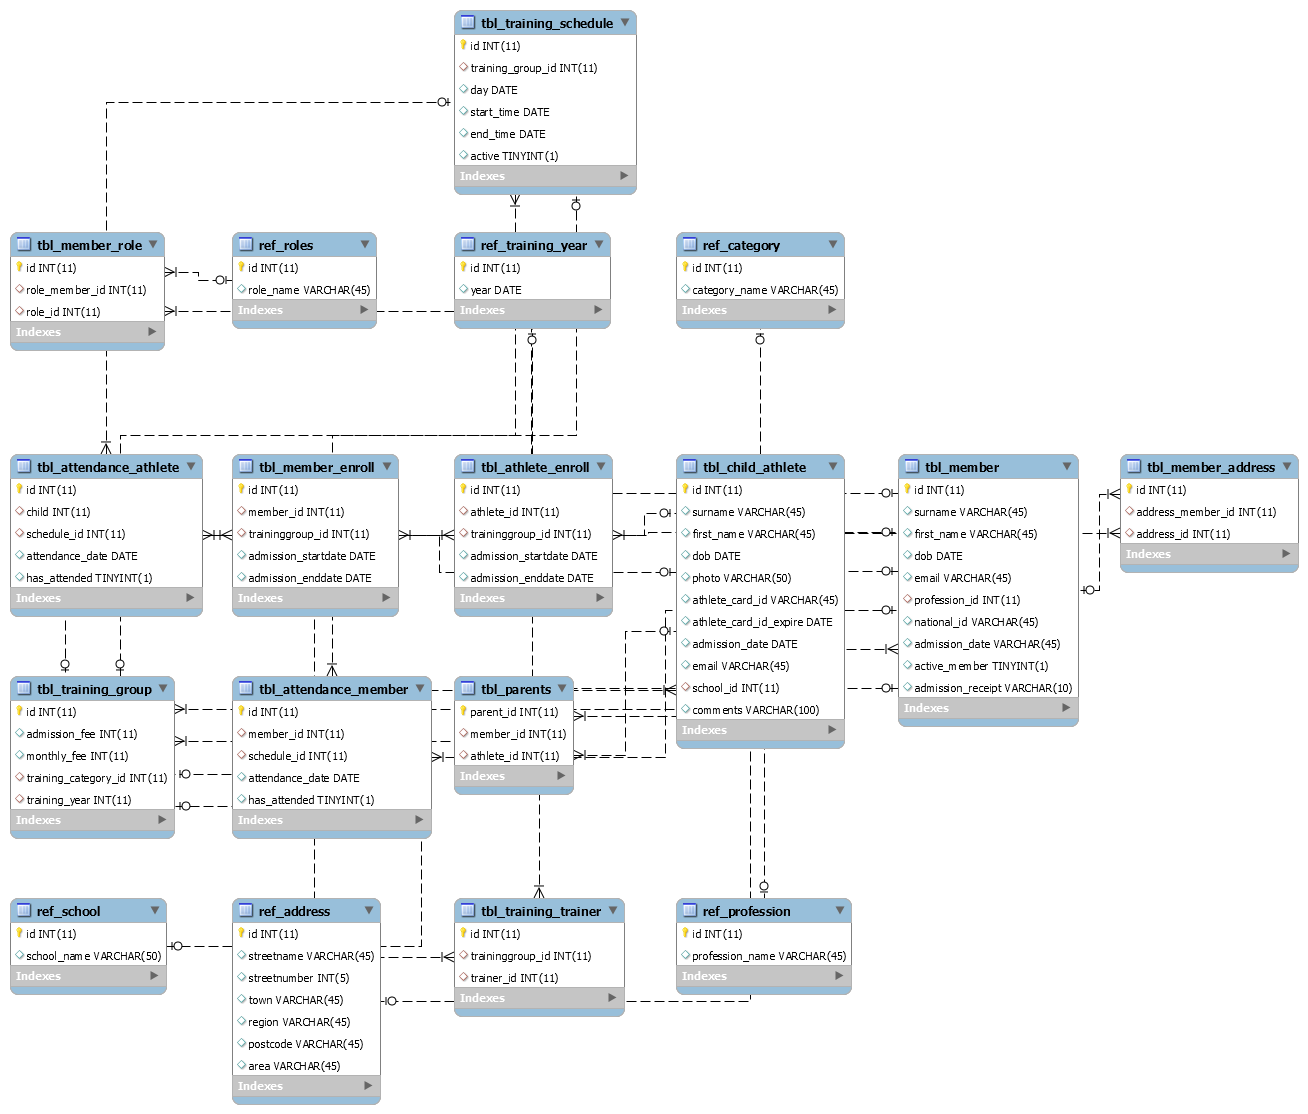 tbl_training_schedule
id INT(11)
training_group_id INT(11)
day DATE
start_time DATE
end_time DATE
active TINYINT(1)
Indexes
tbl_member_role
id INT(11)
role_member_id INT(11)
role_id INT(11)
Indexes
ref_roles
id INT(11)
role_name VARCHAR(45)
Indexes
ref_training_year
id INT(11)
year DATE
Indexes
ref_category
id INT(11)
category_name VARCHAR(45)
Indexes
tbl_attendance_athlete
id INT(11)
child INT(11)
schedule_id INT(11)
attendance_date DATE
has_attended TINYINT(1)
Indexes
tbl_member_enroll
id INT(11)
member_id INT(11)
traininggroup_id INT(11)
admission_startdate DATE
admission_enddate DATE
Indexes
tbl_athlete_enroll
id INT(11)
athlete_id INT(11)
traininggroup_id INT(11)
admission_startdate DATE
admission_enddate DATE
Indexes
tbl_child_athlete
id INT(11)
surname VARCHAR(45)
first_name VARCHAR(45)
dob DATE
photo VARCHAR(50)
athlete_card_id VARCHAR(45)
athlete_card_id_expire DATE
admission_date DATE
email VARCHAR(45)
school_id INT(11)
comments VARCHAR(100)
Indexes
tbl_member
id INT(11)
surname VARCHAR(45)
first_name VARCHAR(45)
dob DATE
email VARCHAR(45)
profession_id INT(11)
national_id VARCHAR(45)
admission_date VARCHAR(45)
active_member TINYINT(1)
admission_receipt VARCHAR(10)
Indexes
tbl_member_address
id INT(11)
address_member_id INT(11)
address_id INT(11)
Indexes
tbl_training_group
id INT(11)
admission_fee INT(11)
monthly_fee INT(11)
training_category_id INT(11)
training_year INT(11)
Indexes
tbl_attendance_member
id INT(11)
member_id INT(11)
schedule_id INT(11)
attendance_date DATE
has_attended TINYINT(1)
Indexes
tbl_parents
parent_id INT(11)
member_id INT(11)
athlete_id INT(11)
Indexes
ref_school
id INT(11)
school_name VARCHAR(50)
Indexes
ref_address
id INT(11)
streetname VARCHAR(45)
streetnumber INT(5)
town VARCHAR(45)
region VARCHAR(45)
postcode VARCHAR(45)
area VARCHAR(45)
Indexes
tbl_training_trainer
id INT(11)
traininggroup_id INT(11)
trainer_id INT(11)
Indexes
ref_profession
id INT(11)
profession_name VARCHAR(45)
Indexes